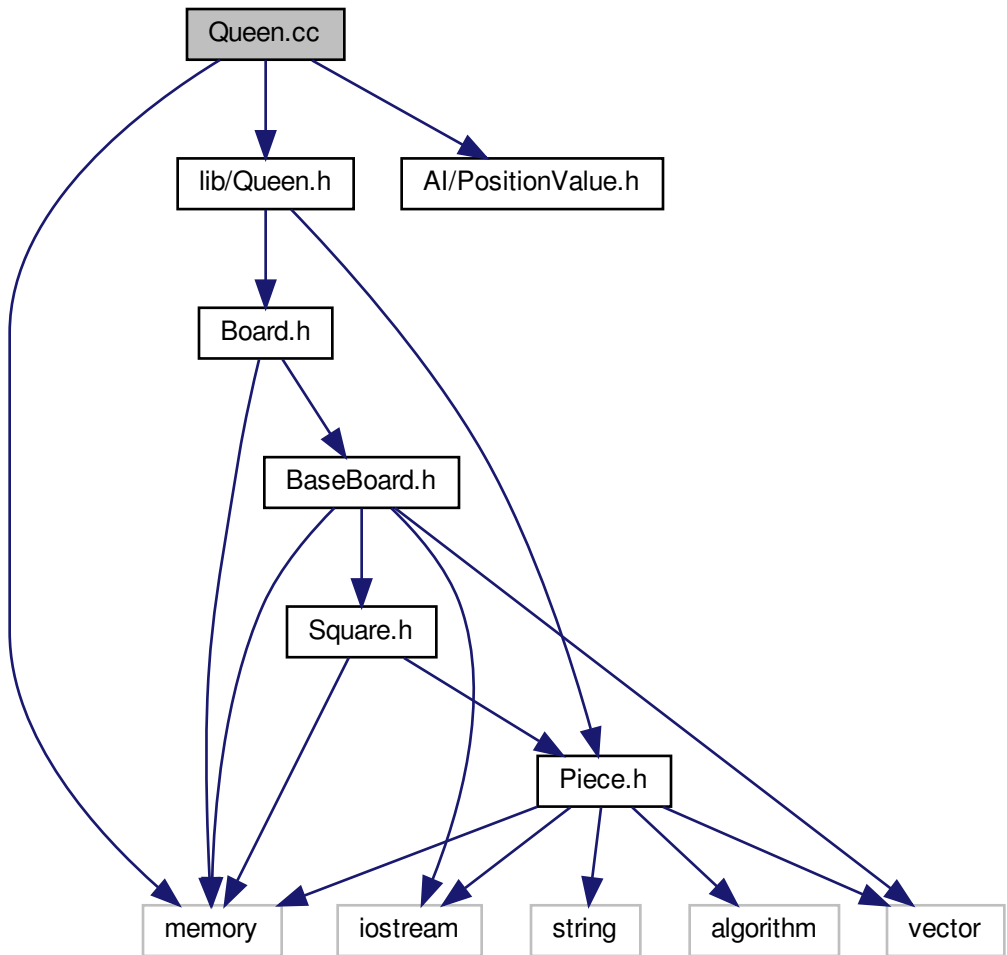 Queen.cc
lib/Queen.h
AI/PositionValue.h
Board.h
BaseBoard.h
Square.h
Piece.h
memory
iostream
string
algorithm
vector